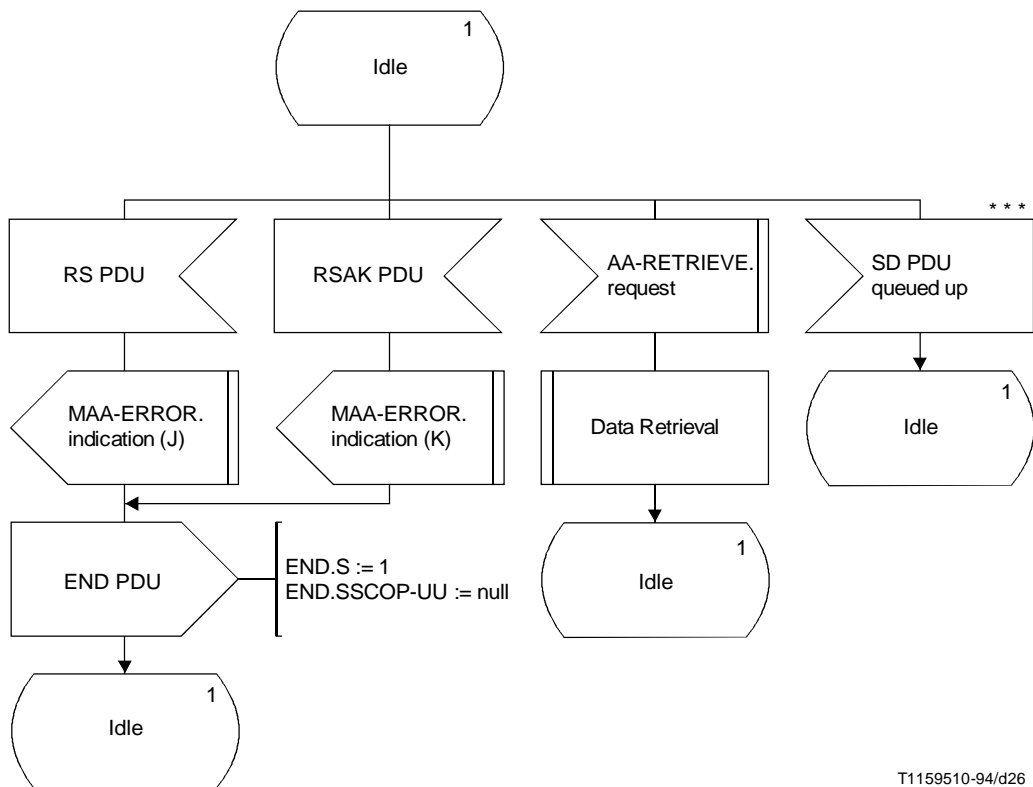 1
Idle
* * *
RS PDU
RSAK PDU
AA-RETRIEVE.
request
SD PDU
queued up
MAA-ERROR.
indication (J)
MAA-ERROR.
indication (K)
Data Retrieval
1
Idle
END PDU
END.S := 1
END.SSCOP-UU := null
1
Idle
1
Idle
T1159510-94/d26